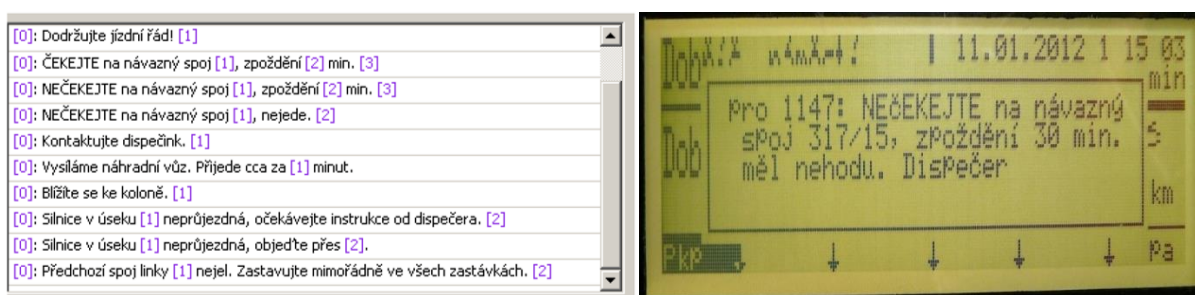 [0]: Dodržujte jízdní řád! [1]
[0]: ČEKEJTE na návazný spoj [1], zpoždění [2] min. [3]
[0]: NEČEKEJTE na návazný spoj [1], zpoždění [2] min. [3]
[0]: NEČEKEJTE na návazný spoj [1], nejede. [2]
[0]: Kontaktujte dispečink. [1]
[0]: Vysíláme náhradní vůz. Přijede cca za [1] minut.
[0]: Blížíte se ke koloně. [1]
[0]: Silnice v úseku [1] neprůjezdná, očekávejte instrukce od dispečera. [2]
[0]: Silnice v úseku [1] neprůjezdná, objeďte přes [2].
[0]: Předchozí spoj linky [1] nejel. Zastavujte mimořádně ve všech zastávkách. [2]
Dob 11.01.2012 1 15 03
min
Pro 1147: NEčEKEJTE na návazný
spoj 317/15, zpoždění 30 min.
měl nehodu. Dispečer
Dob
km
Pkp Pa